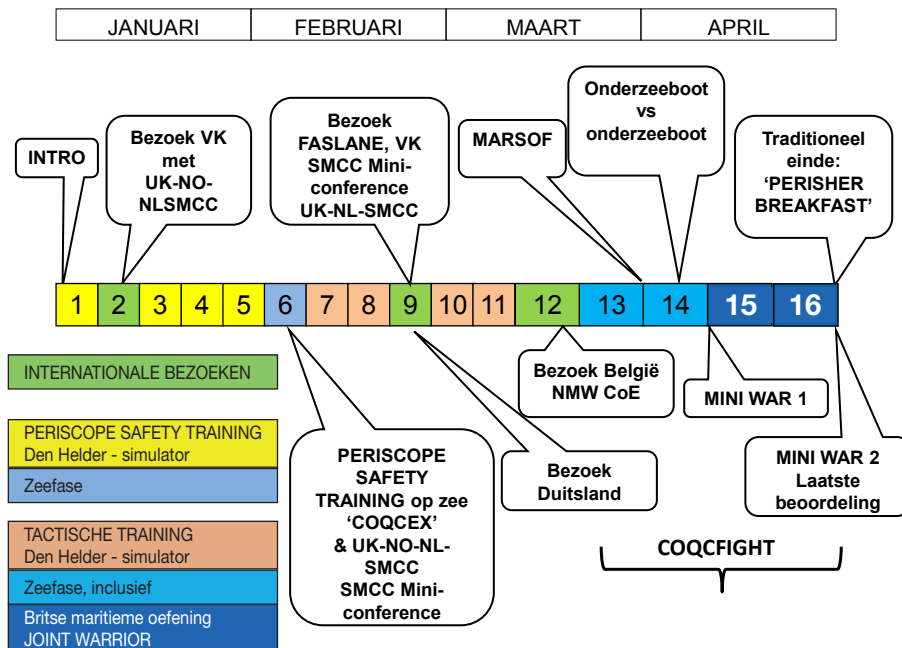 JANUARI FEBRUARI MAART APRIL
INTRO
Bezoek VK
met
UK-NO-
NLSMCC
Bezoek
FASLANE, VK
SMCC Mini-
conference
UK-NL-SMCC
MARSOF
Onderzeeboot
vs
onderzeeboot
Traditioneel
einde:
‘PERISHER
BREAKFAST’
1 2 3 4 5 6 7 8 9 10 11 12 13 14 15 16
INTERNATIONALE BEZOEKEN
PERISCOPE SAFETY TRAINING
Den Helder - simulator
Zeefase
TACTISCHE TRAINING
Den Helder - simulator
Zeefase, inclusief
Britse maritieme oefening
JOINT WARRIOR
PERISCOPE
SAFETY
TRAINING op zee
‘COQCEX’
& UK-NO-NL-
SMCC
SMCC Mini-
conference
Bezoek
Duitsland
Bezoek België
NMW CoE
MINI WAR 1
MINI WAR 2
Laatste
beoordeling
COQCFIGHT